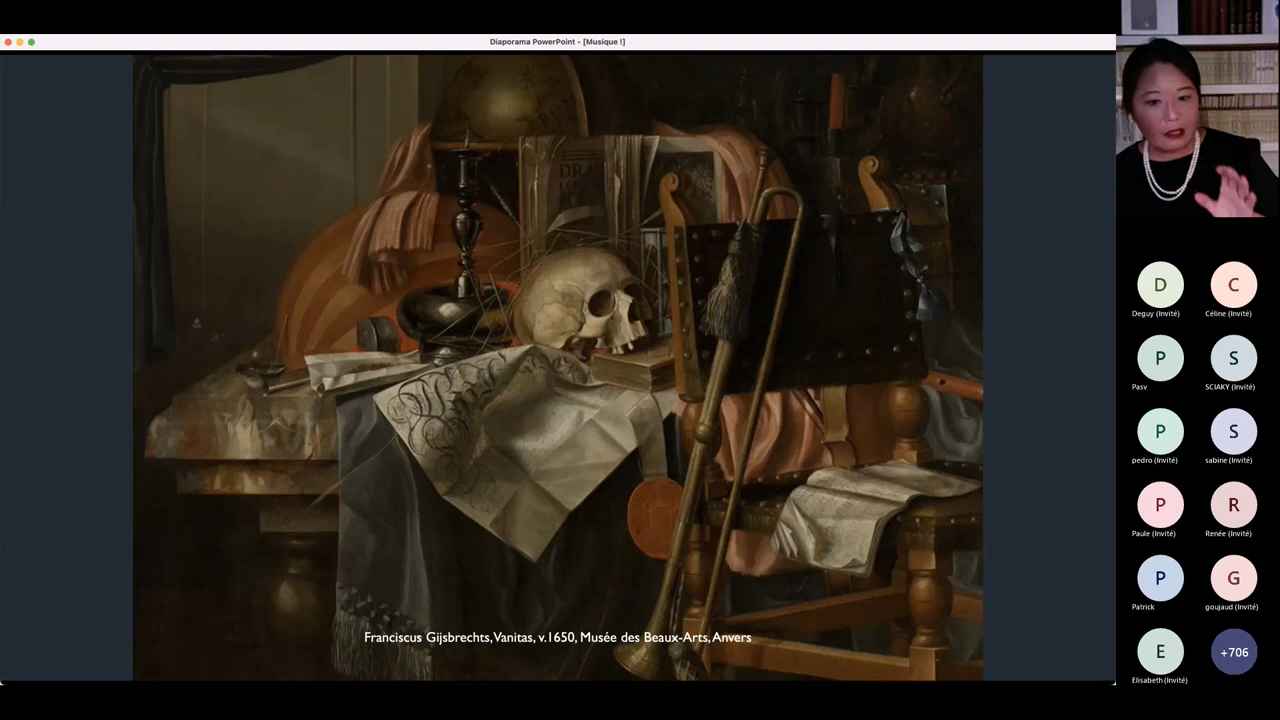 Diaporama PowerPoint - [Musique !]
DRA
Franciscus Gijsbrechts, Vanitas, v.1650, Musée des Beaux-Arts, Anvers
D
C
Deguy (Invité)
Céline (Invité)
P
S
Pasv
SCIAKY (Invité)
P
S
pedro (Invité)
sabine (Invité)
P
R
Paule (Invité)
Renée (Invité)
P
G
Patrick
goujaud (Invité)
E
+706
Elisabeth (Invité)